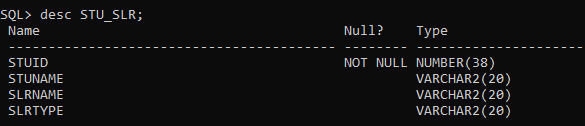 SQL> desc STU_SLR;
Name Null? Type
----------------------------------------- -------- ----------------------------
STUID NOT NULL NUMBER(38)
STUNAME VARCHAR2(20)
SLRNAME VARCHAR2(20)
SLRTYPE VARCHAR2(20)